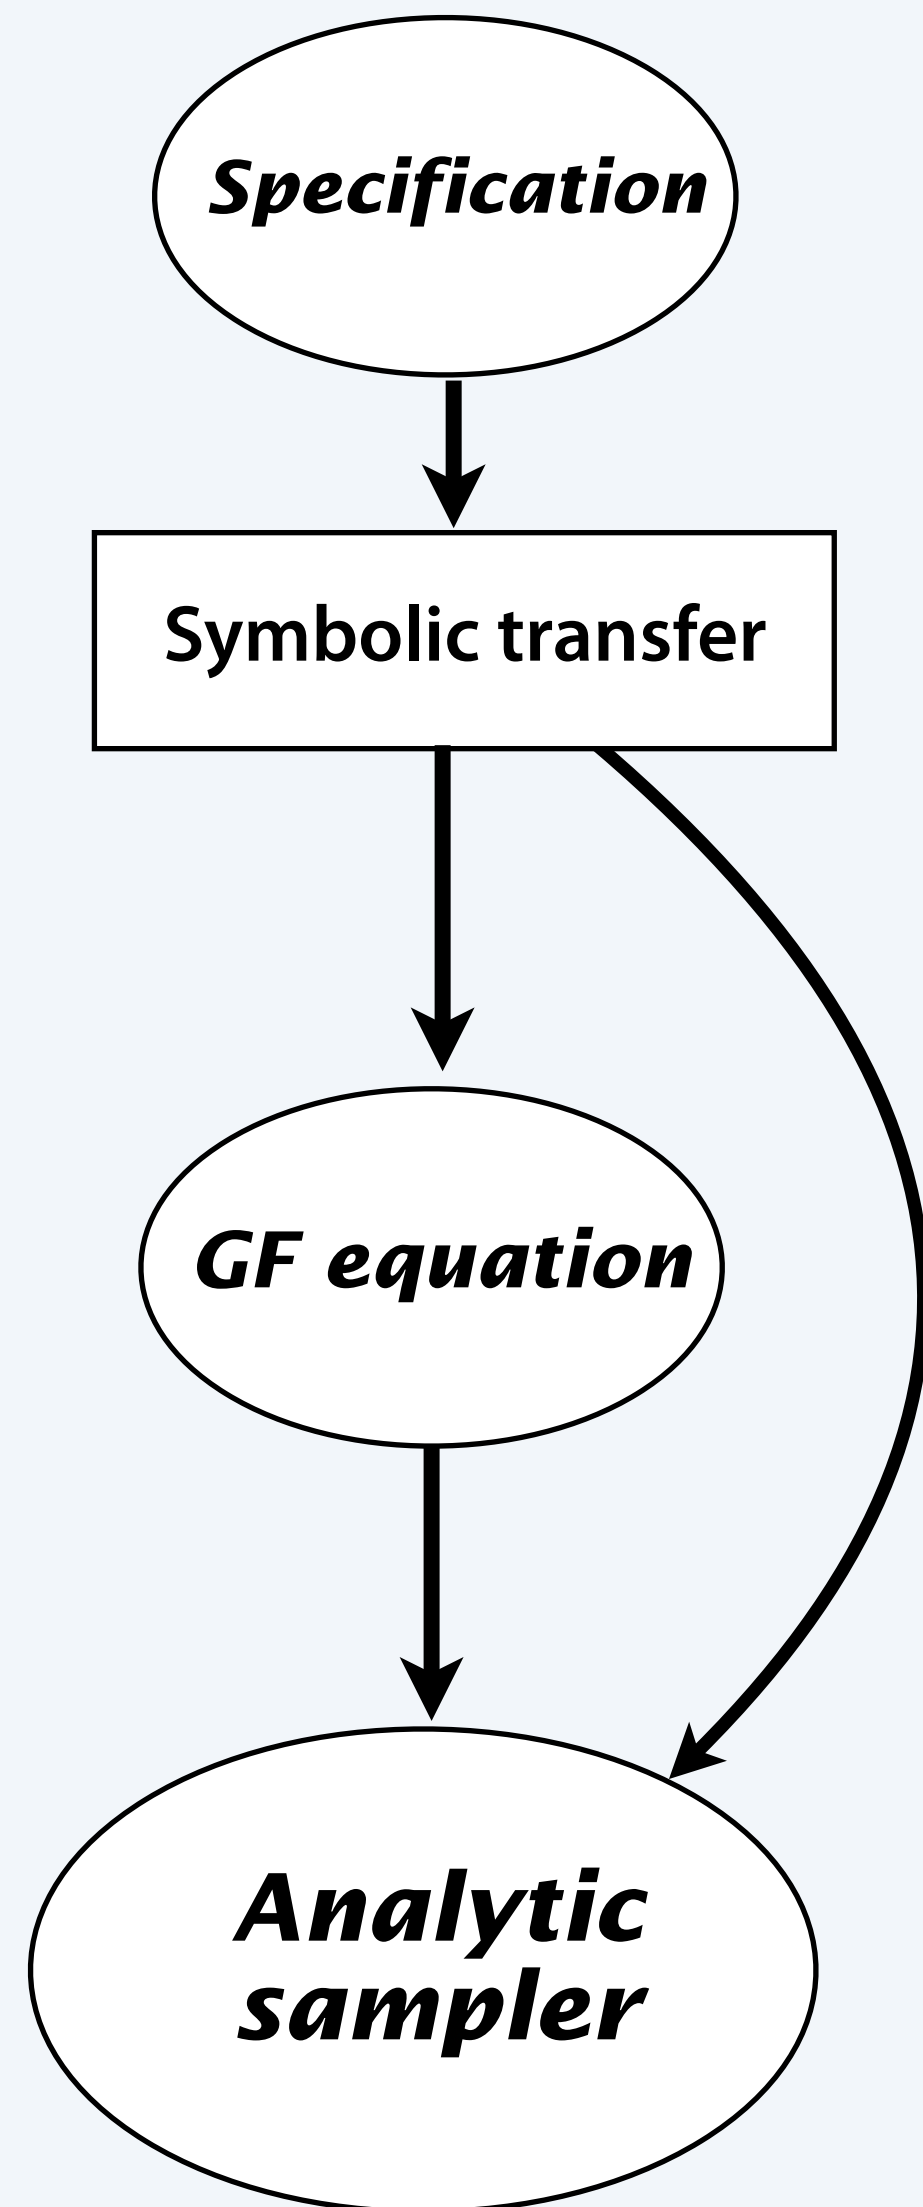 Specification
Symbolic transfer
GF equation
Analytic
sampler